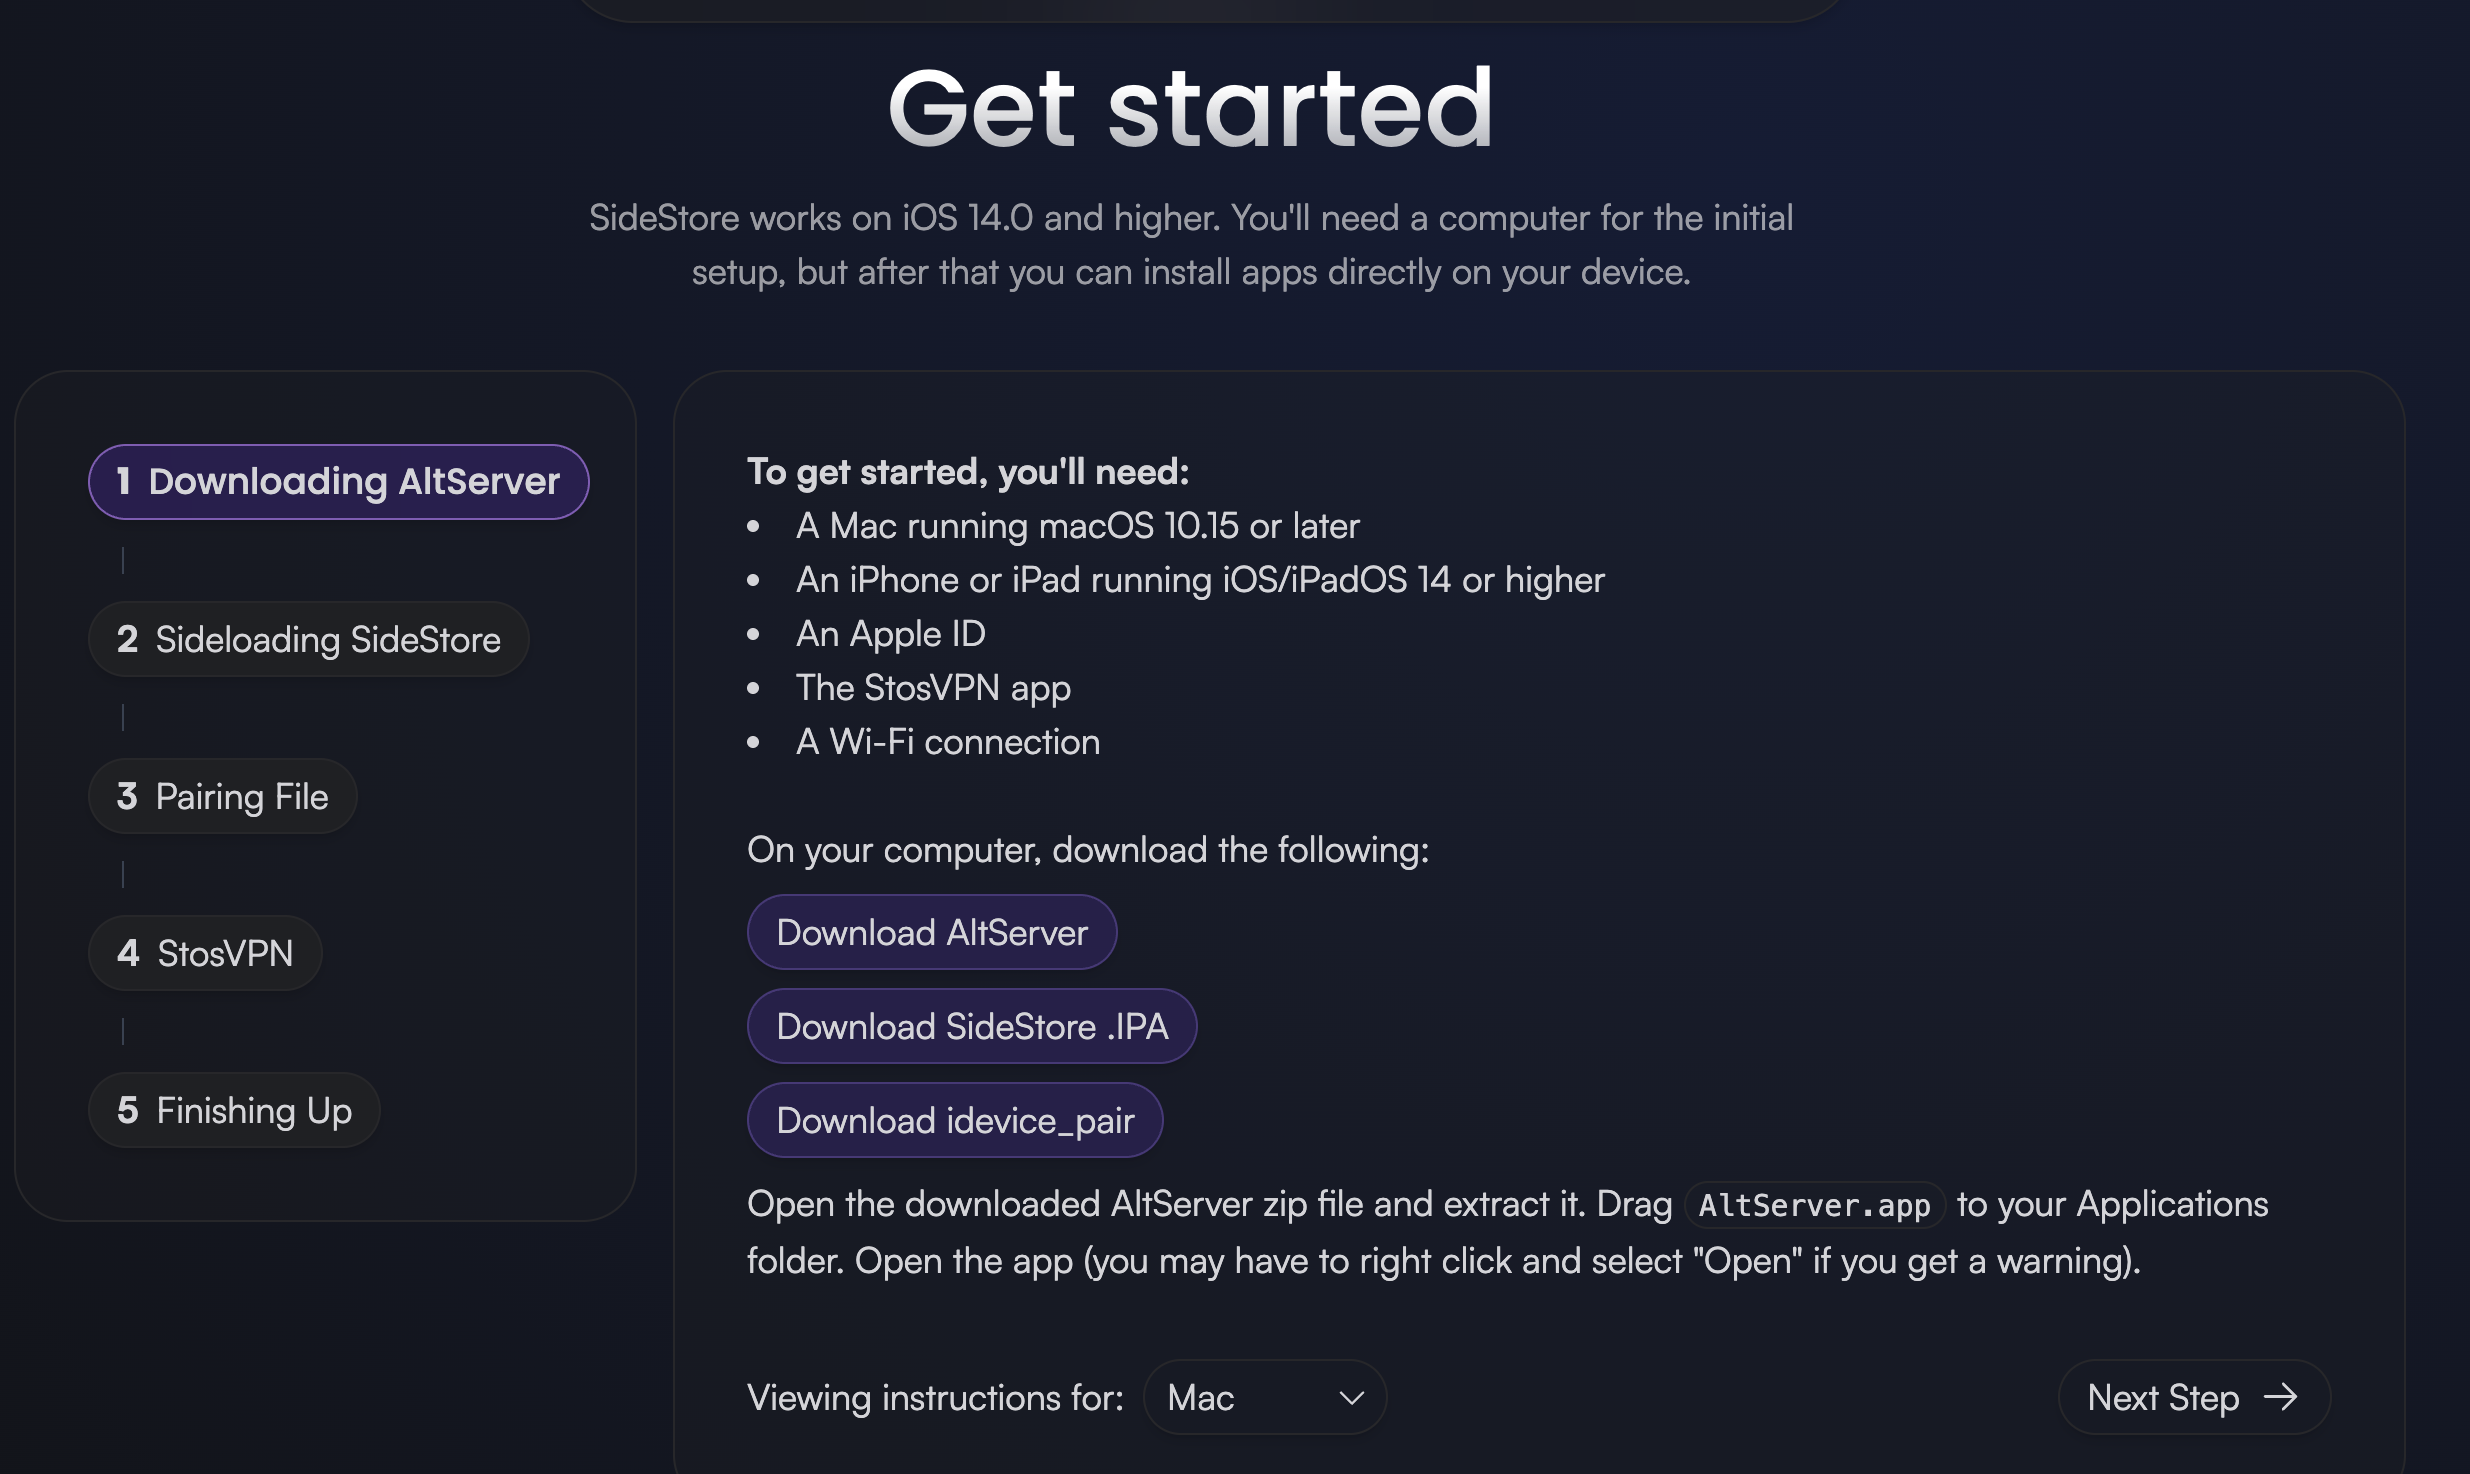 Get started
SideStore works on iOS 14.0 and higher. You'll need a computer for the initial
setup, but after that you can install apps directly on your device.
1 Downloading AltServer
2 Sideloading SideStore
3 Pairing File
4 StosVPN
5 Finishing Up
To get started, you'll need:
• A Mac running macOS 10.15 or later
• An iPhone or iPad running iOS/iPadOS 14 or higher
• An Apple ID
• The StosVPN app
• A Wi-Fi connection
On your computer, download the following:
Download AltServer
Download SideStore .IPA
Download idevice_pair
Open the downloaded AltServer zip file and extract it. Drag AltServer.app to your Applications
folder. Open the app (you may have to right click and select "Open" if you get a warning).
Viewing instructions for: Mac
Next Step →